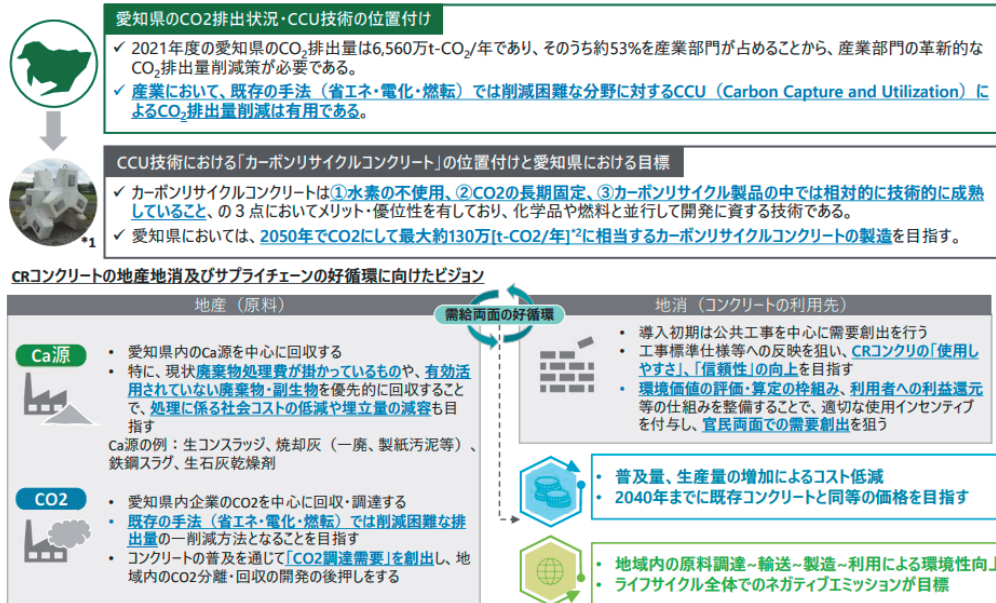 愛知県のCO2排出状況・CCU技術の位置付け
✓ 2021年度の愛知県のCO₂排出量は6,560万t-CO₂/年であり、そのうち約53%を産業部門が占めることから、産業部門の革新的な
CO₂排出量削減策が必要である。
✓ 産業において、既存の手法（省エネ・電化・燃転）では削減困難な分野に対するCCU（Carbon Capture and Utilization）に
よるCO₂排出量削減は有用である。
CCU技術における「カーボンリサイクルコンクリート」の位置付けと愛知県における目標
✓ カーボンリサイクルコンクリートは①水素の不使用、②CO2の長期固定、③カーボンリサイクル製品の中では相対的に技術的に成熟
していること、の３点においてメリット・優位性を有しており、化学品や燃料と並行して開発に資する技術である。
✓ 愛知県においては、2050年でCO2にして最大約130万[t-CO2/年]*2に相当するカーボンリサイクルコンクリートの製造を目指す。
*1
CRコンクリートの地産地消及びサプライチェーンの好循環に向けたビジョン
地産（原料）
需給両面の好循環
地消（コンクリートの利用先）
Ca源
• 愛知県内のCa源を中心に回収する
• 特に、現状廃棄物処理費が掛かっているものや、有効活
用されていない廃棄物・副生物を優先的に回収すること
で、処理に係る社会コストの低減や埋立量の減容も目
指す
Ca源の例：生コンスラッジ、焼却灰（一廃、製紙汚泥等）、
鉄鋼スラグ、生石灰乾燥剤
CO2
• 愛知県内企業のCO2を中心に回収・調達する
• 既存の手法（省エネ・電化・燃転）では削減困難な排
出量の一削減方法となることを目指す
• コンクリートの普及を通じて「CO2調達需要」を創出し、地
域内のCO2分離・回収の開発の後押しをする
• 導入初期は公共工事を中心に需要創出を行う
• 工事標準仕様等への反映を狙い、CRコンクリの「使用し
やすさ」、「信頼性」の向上を目指す
• 環境価値の評価・算定の枠組み、利用者への利益還元
等の仕組みを整備することで、適切な使用インセンティブ
を付与し、官民両面での需要創出を狙う
• 普及量、生産量の増加によるコスト低減
• 2040年までに既存コンクリートと同等の価格を目指す
• 地域内の原料調達~輸送~製造~利用による環境性向上
• ライフサイクル全体でのネガティブエミッションが目標